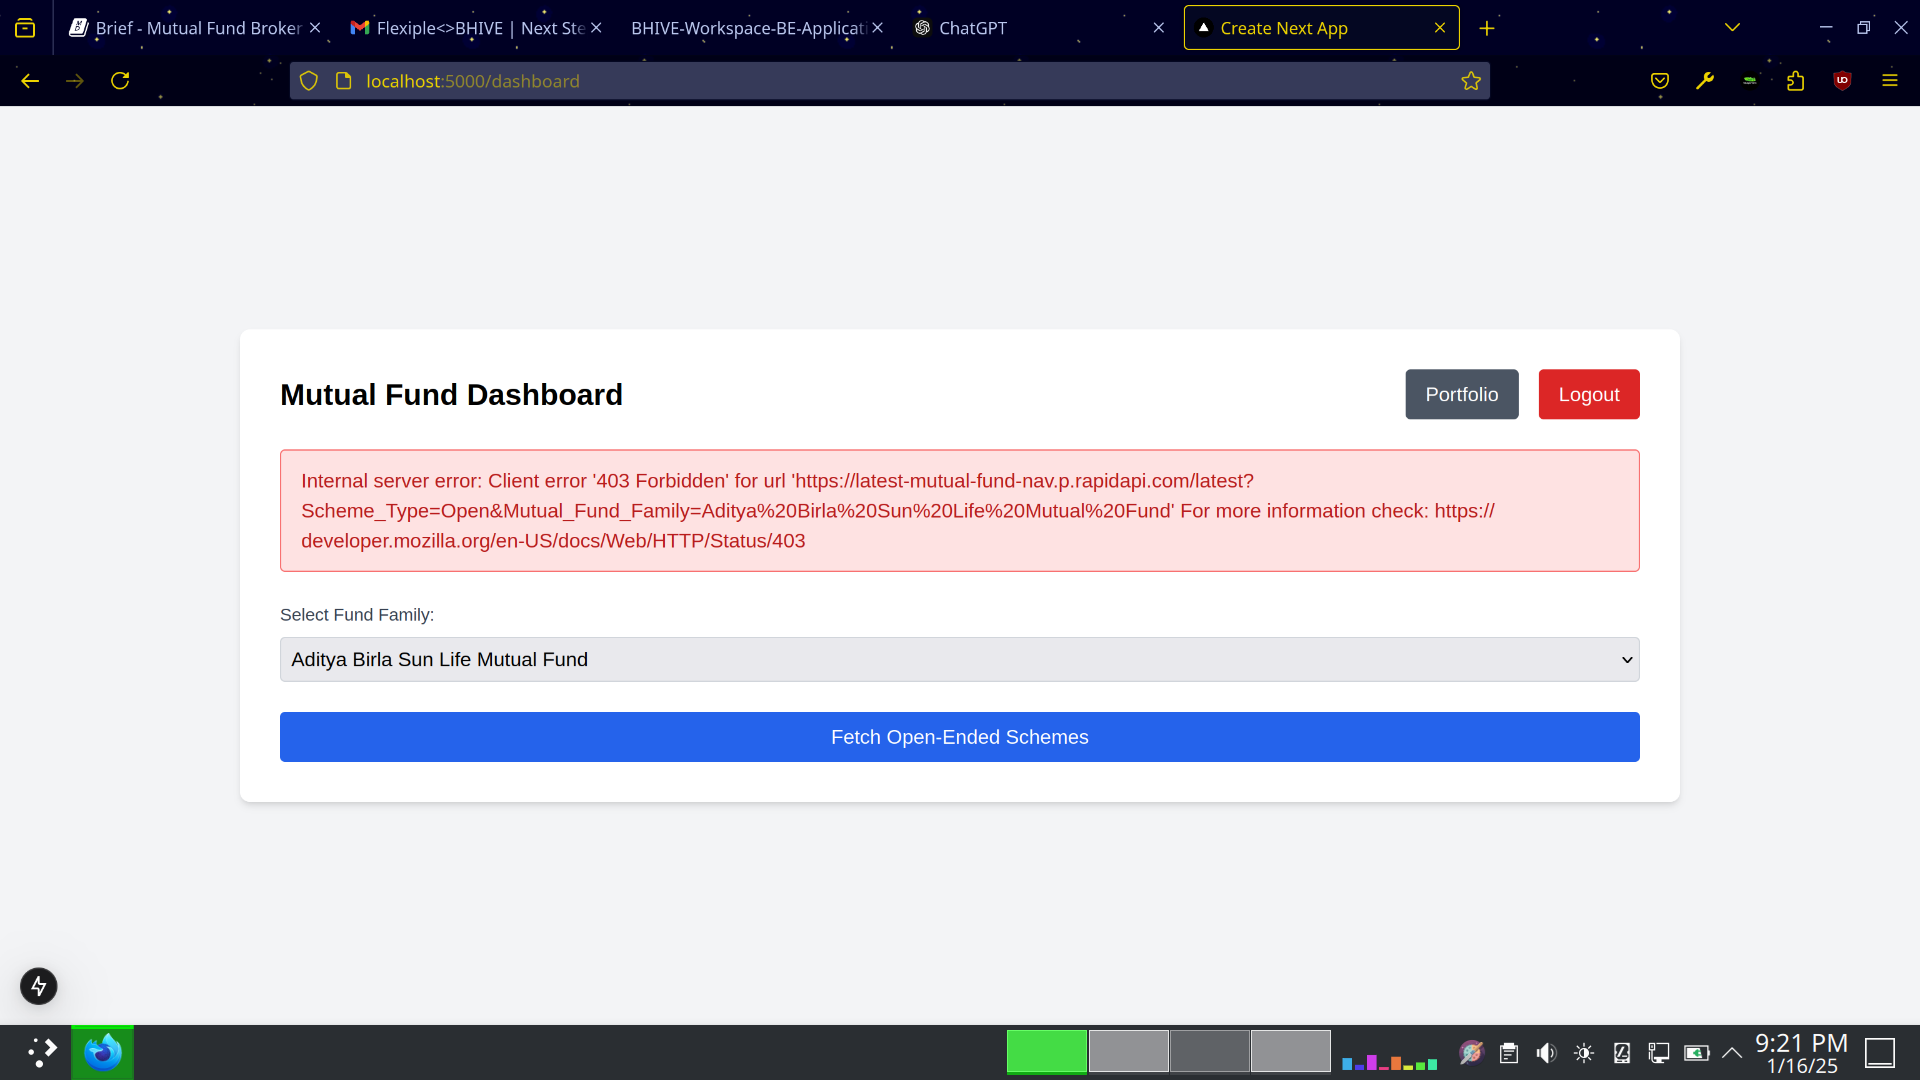 Brief - Mutual Fund Broker
Flexiple<>BHIVE | Next Ste
BHIVE-Workspace-BE-Applicati
ChatGPT
Create Next App
localhost:5000/dashboard
Mutual Fund Dashboard
Portfolio
Logout
Internal server error: Client error '403 Forbidden' for url 'https://latest-mutual-fund-nav.p.rapidapi.com/latest?
Scheme_Type=Open&Mutual_Fund_Family=Aditya%20Birla%20Sun%20Life%20Mutual%20Fund' For more information check: https://
developer.mozilla.org/en-US/docs/Web/HTTP/Status/403
Select Fund Family:
Aditya Birla Sun Life Mutual Fund
Fetch Open-Ended Schemes
9:21 PM
1/16/25